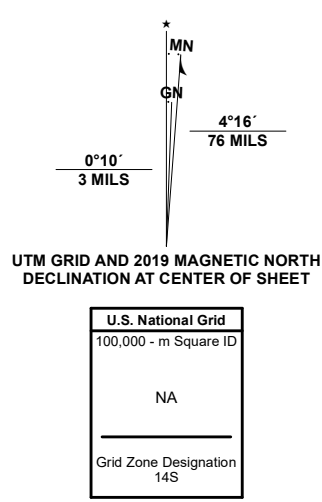 ★
MN
GN
4°16´
76 MILS
0°10´
3 MILS
UTM GRID AND 2019 MAGNETIC NORTH
DECLINATION AT CENTER OF SHEET
U.S. National Grid
100,000 - m Square ID
NA
Grid Zone Designation
14S